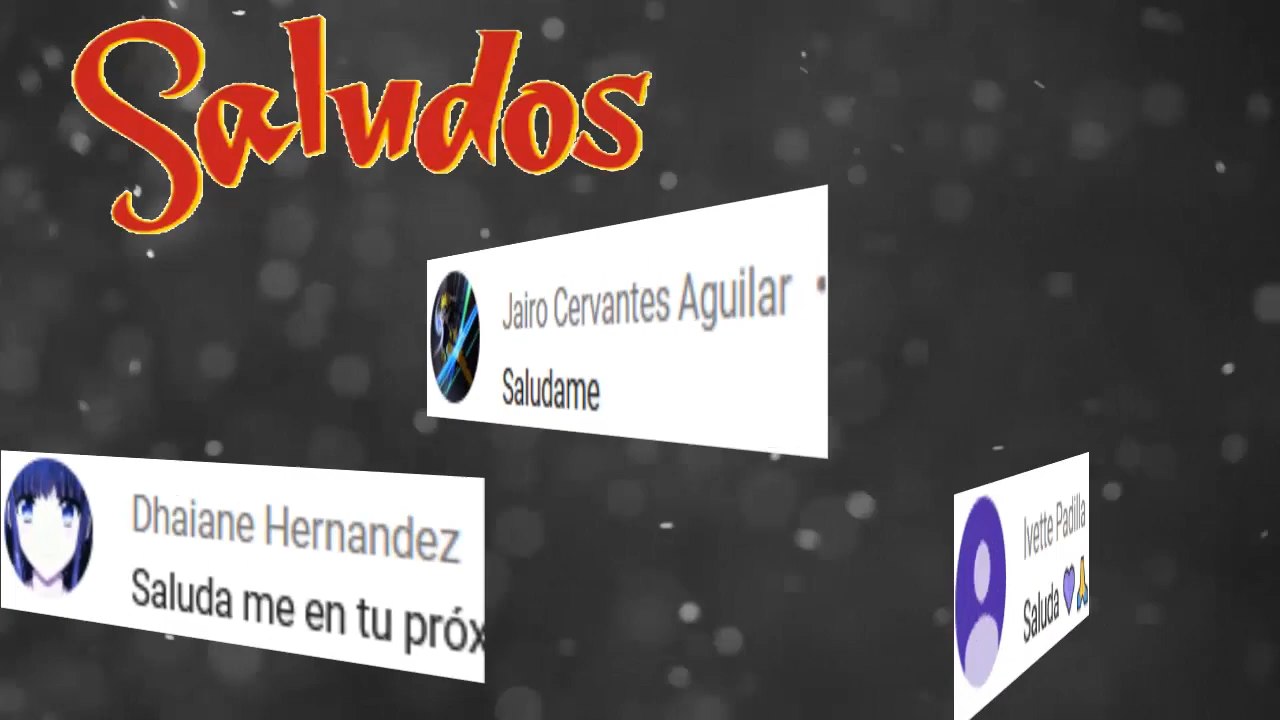 Saludos
Jairo Cervantes Aguilar •
Saludame
Dhaiane Hernandez
Saluda me en tu próx
Ivette Padilla
Saluda 💜🙏